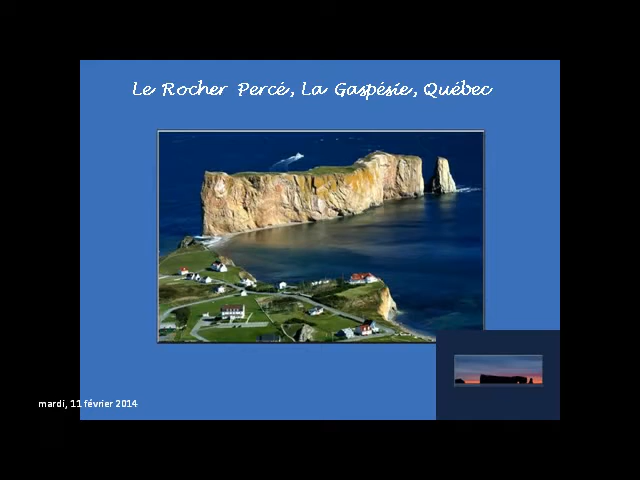 Le Rocher Percé, La Gaspésie, Québec
mardi, 11 février 2014